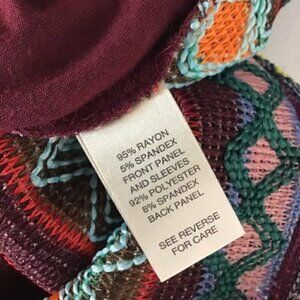 95% RAYON
5% SPANDEX
FRONT PANEL
AND SLEEVES
92% POLYESTER
8% SPANDEX
BACK PANEL
SEE REVERSE
FOR CARE